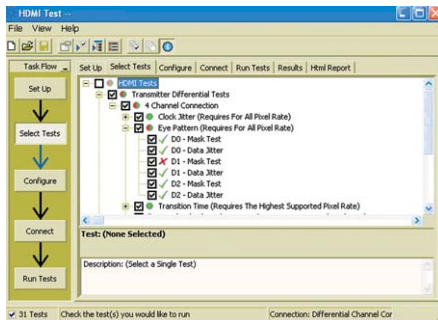 HDMI Test --
File View Help
Task Flow
Set Up Select Tests Configure Connect Run Tests Results Html Report
Set Up
Select Tests
Configure
Connect
Run Tests
HDMI Tests
Transmitter Differential Tests
4 Channel Connection
Clock Jitter (Requires For All Pixel Rate)
Eye Pattern (Requires For All Pixel Rate)
D0 - Mask Test
D0 - Data Jitter
D1 - Mask Test
D1 - Data Jitter
D2 - Mask Test
D2 - Data Jitter
Transition Time (Requires The Highest Supported Pixel Rate)
Test: (None Selected)
Description: (Select a Single Test)
31 Tests Check the test(s) you would like to run Connection: Differential Channel Cor